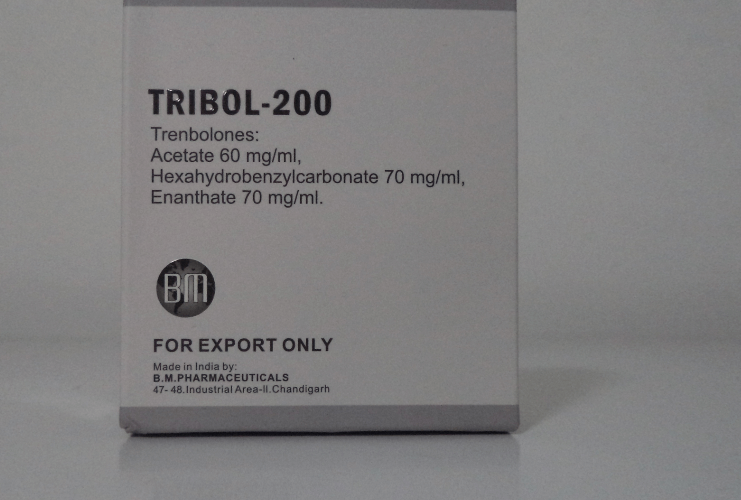 TRIBOL-200
Trenbolones:
Acetate 60 mg/ml,
Hexahydrobenzylcarbonate 70 mg/ml,
Enanthate 70 mg/ml.
BM
FOR EXPORT ONLY
Made in India by:
B.M.PHARMACEUTICALS
47- 48.Industrial Area-II.Chandigarh